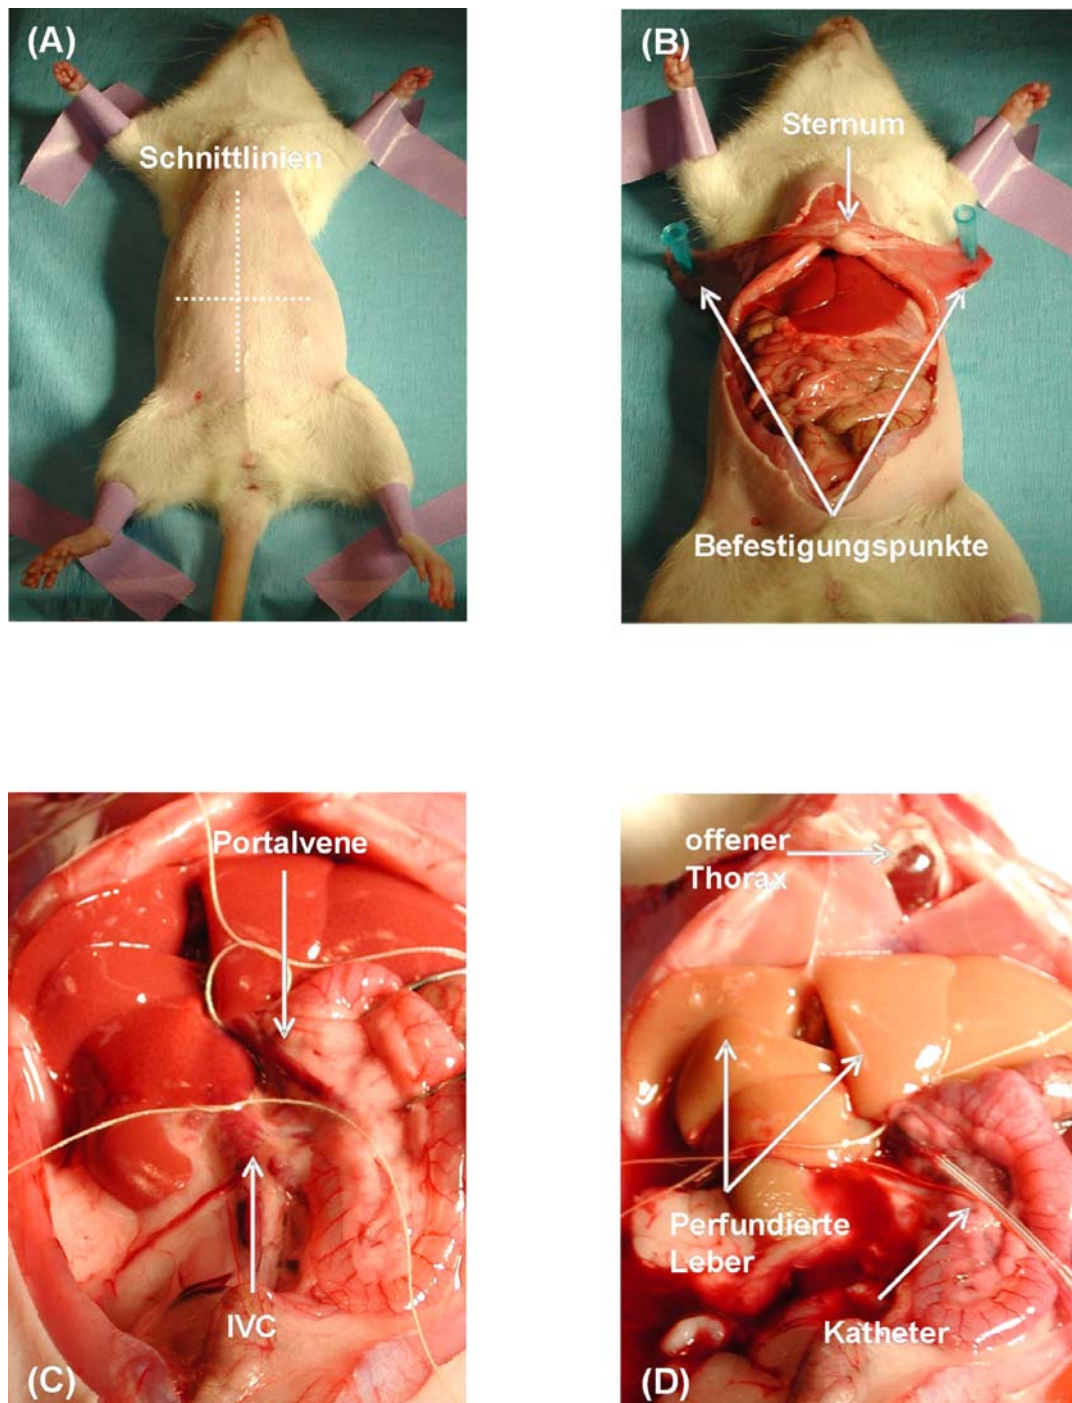 (A)
Schnittlinien
(B)
Sternum
Befestigungspunkte
Portalvene
IVC
(C)
offener
Thorax
Perfundierte
Leber
Katheter
(D)